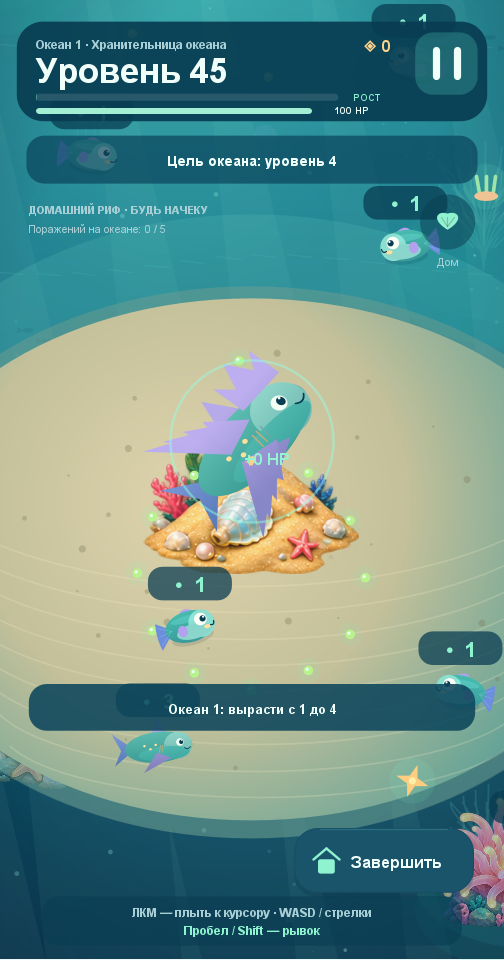 1
Океан 1 · Хранительница океана
◈ 0
Уровень 45
РОСТ
100 HP
Цель океана: уровень 4
ДОМАШНИЙ РИФ · БУДЬ НАЧЕКУ
Поражений на океане: 0 / 5
• 1
Дом
HP
• 1
• 1
Океан 1: вырасти с 1 до 4
Завершить
ЛКМ — плыть к курсору · WASD / стрелки
Пробел / Shift — рывок